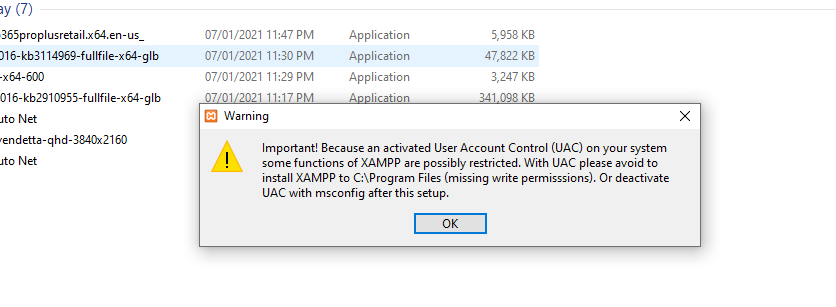 ay (7)
o365proplusretail.x64.en-us_ 07/01/2021 11:47 PM Application 5,958 KB
016-kb3114969-fullfile-x64-glb 07/01/2021 11:30 PM Application 47,822 KB
-x64-600 07/01/2021 11:29 PM Application 3,247 KB
016-kb2910955-fullfile-x64-glb 07/01/2021 11:17 PM Application 341,098 KB
uto Net
vendetta-qhd-3840x2160
uto Net
Warning
Important! Because an activated User Account Control (UAC) on your system
some functions of XAMPP are possibly restricted. With UAC please avoid to
install XAMPP to C:\Program Files (missing write permisssions). Or deactivate
UAC with msconfig after this setup.
OK